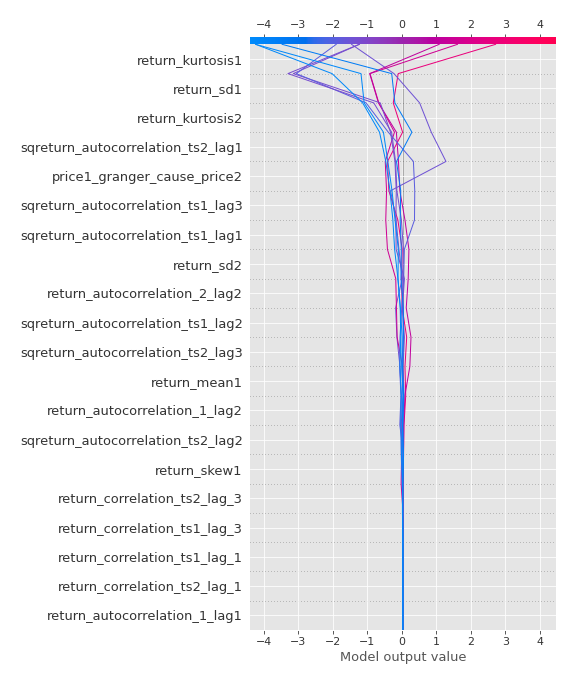 −4 −3 −2 −1 0 1 2 3 4
return_kurtosis1
return_sd1
return_kurtosis2
sqreturn_autocorrelation_ts2_lag1
price1_granger_cause_price2
sqreturn_autocorrelation_ts1_lag3
sqreturn_autocorrelation_ts1_lag1
return_sd2
return_autocorrelation_2_lag2
sqreturn_autocorrelation_ts1_lag2
sqreturn_autocorrelation_ts2_lag3
return_mean1
return_autocorrelation_1_lag2
sqreturn_autocorrelation_ts2_lag2
return_skew1
return_correlation_ts2_lag_3
return_correlation_ts1_lag_3
return_correlation_ts1_lag_1
return_correlation_ts2_lag_1
return_autocorrelation_1_lag1
−4 −3 −2 −1 0 1 2 3 4
Model output value